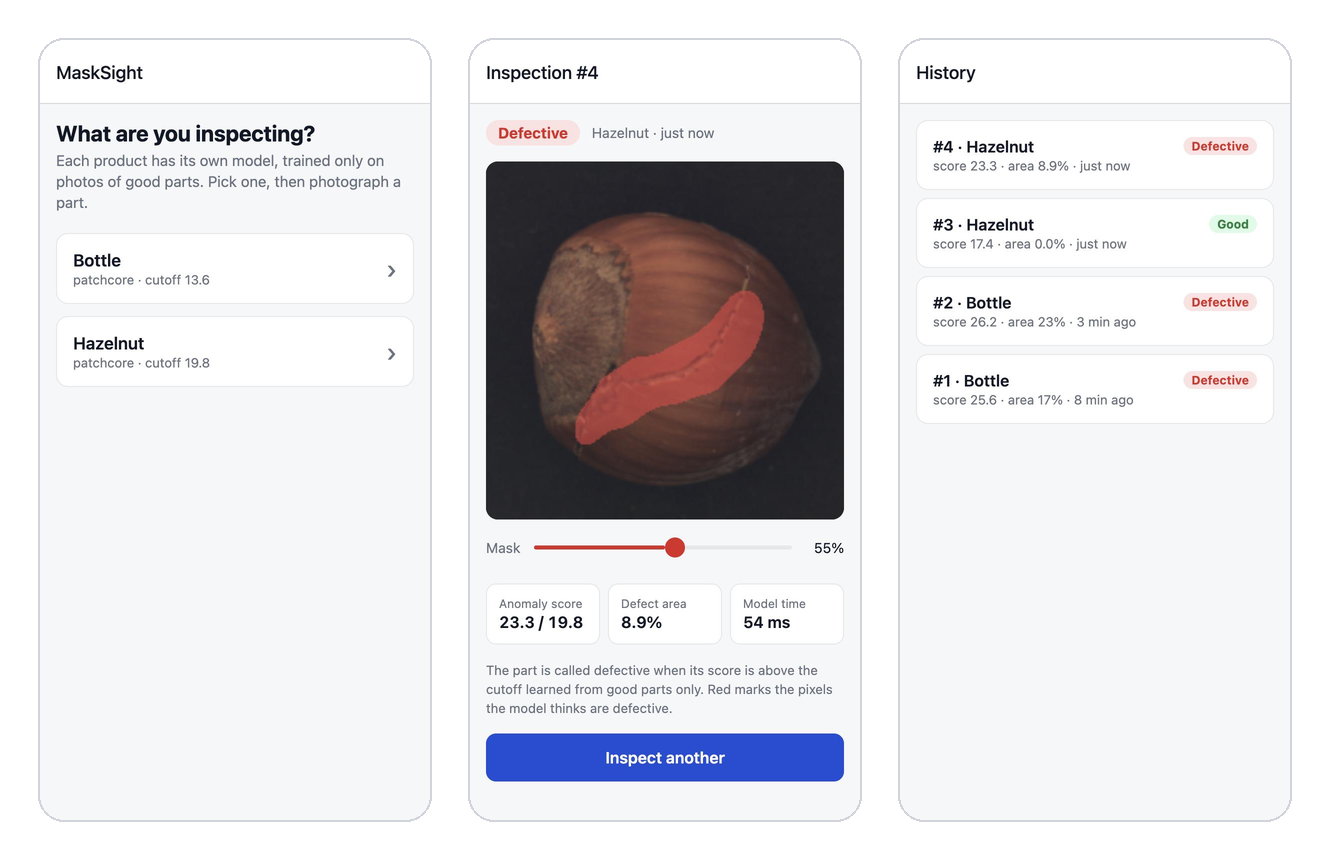 MaskSight
What are you inspecting?
Each product has its own model, trained only on
photos of good parts. Pick one, then photograph a
part.
Bottle
patchcore · cutoff 13.6
Hazelnut
patchcore · cutoff 19.8
Inspection #4
Defective
Hazelnut · just now
Mask
55%
Anomaly score
23.3 / 19.8
Defect area
8.9%
Model time
54 ms
The part is called defective when its score is above the
cutoff learned from good parts only. Red marks the pixels
the model thinks are defective.
Inspect another
History
#4 · Hazelnut
Defective
score 23.3 · area 8.9% · just now
#3 · Hazelnut
Good
score 17.4 · area 0.0% · just now
#2 · Bottle
Defective
score 26.2 · area 23% · 3 min ago
#1 · Bottle
Defective
score 25.6 · area 17% · 8 min ago